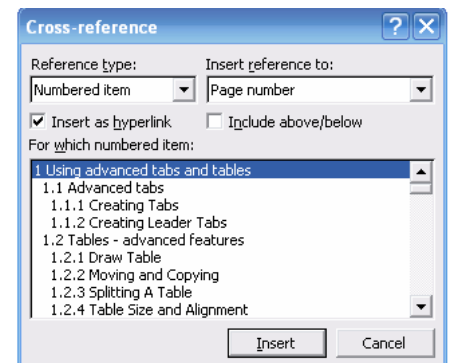 Cross-reference
Reference type: Insert reference to:
Numbered item Page number
Insert as hyperlink Include above/below
For which numbered item:
1 Using advanced tabs and tables
1.1 Advanced tabs
1.1.1 Creating Tabs
1.1.2 Creating Leader Tabs
1.2 Tables - advanced features
1.2.1 Draw Table
1.2.2 Moving and Copying
1.2.3 Splitting A Table
1.2.4 Table Size and Alignment
Insert Cancel